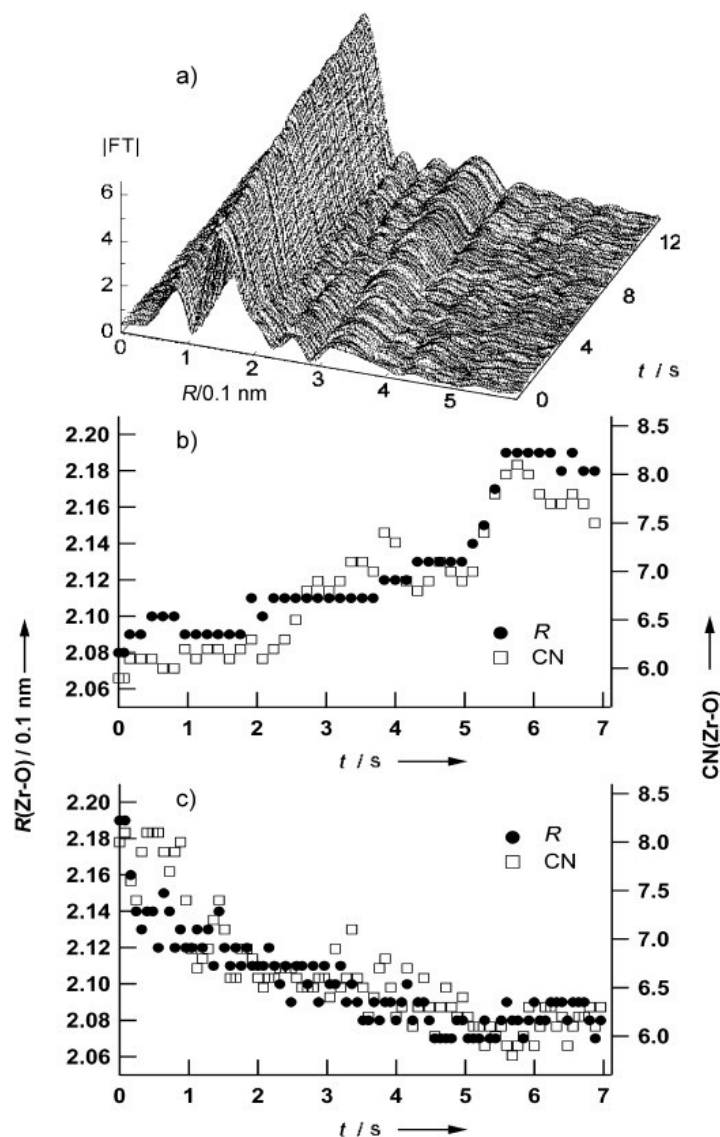 a)
|FT|
6
4
2
0
0 1 2 3 4 5
R/0.1 nm
0 4 8 12
t / s
b)
2.20
2.18
2.16
2.14
2.12
2.10
2.08
2.06
8.5
8.0
7.5
7.0
6.5
6.0
R
CN
0 1 2 3 4 5 6 7
t / s
R(Zr-O) / 0.1 nm
CN(Zr-O)
c)
2.20
2.18
2.16
2.14
2.12
2.10
2.08
2.06
8.5
8.0
7.5
7.0
6.5
6.0
R
CN
0 1 2 3 4 5 6 7
t / s